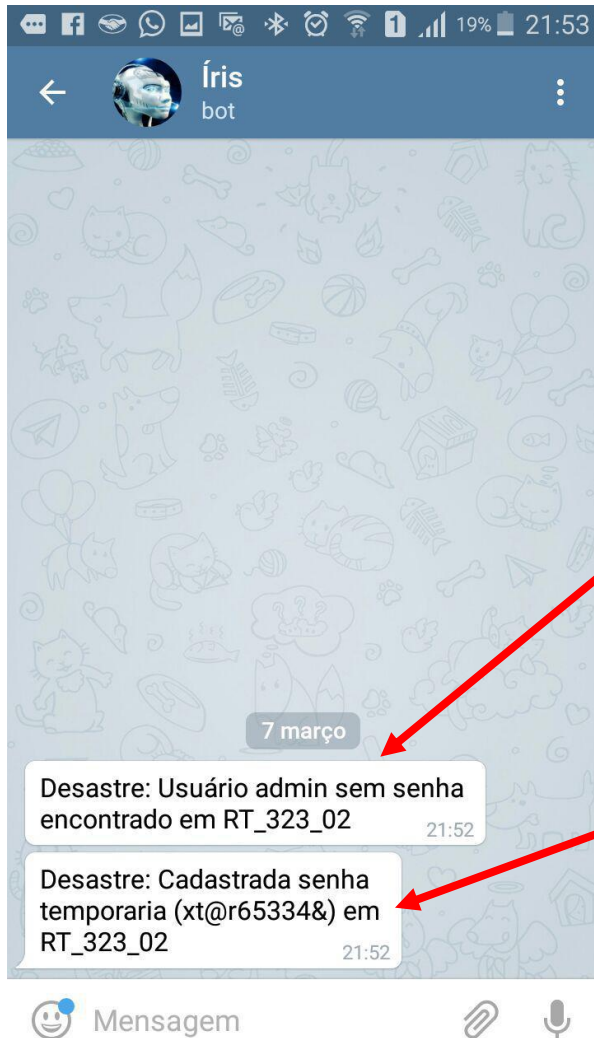 1 19% 21:53
Íris
bot
7 março
Desastre: Usuário admin sem senha
encontrado em RT_323_02
21:52
Desastre: Cadastrada senha
temporaria (xt@r65334&) em
RT_323_02
21:52
Mensagem